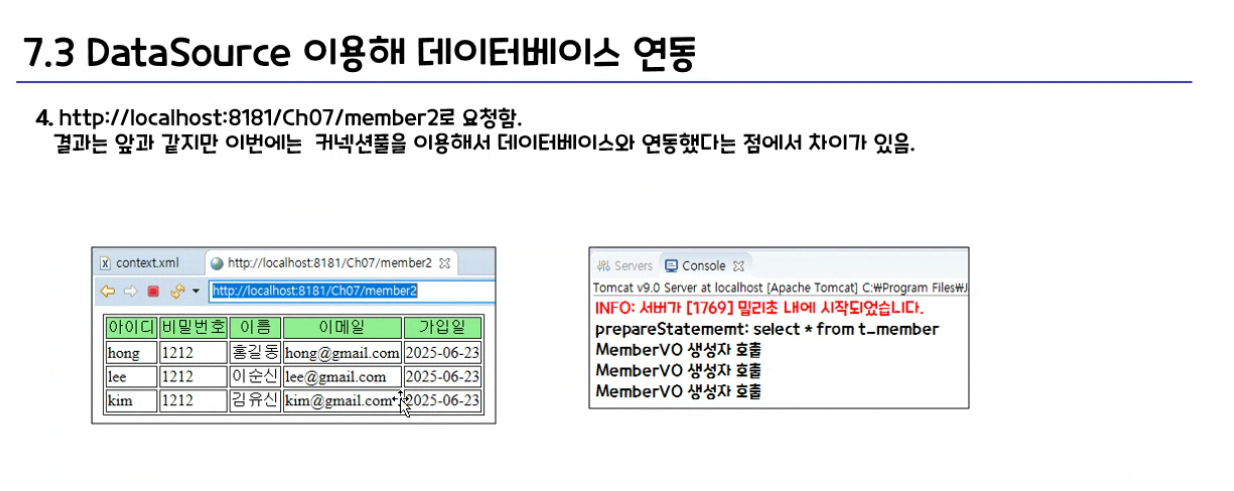 7.3 DataSource 이용해 데이터베이스 연동
4. http://localhost:8181/Ch07/member2로 요청함.
결과는 앞과 같지만 이번에는 커넥션풀을 이용해서 데이터베이스와 연동했다는 점에서 차이가 있음.
context.xml http://localhost:8181/Ch07/member2
http://localhost:8181/Ch07/member2
아이디 비밀번호 이름 이메일 가입일
hong 1212 홍길동 hong@gmail.com 2025-06-23
lee 1212 이순신 lee@gmail.com 2025-06-23
kim 1212 김유신 kim@gmail.com 2025-06-23
Servers Console
Tomcat v9.0 Server at localhost [Apache Tomcat] C:₩Program Files₩J
INFO: 서버가 [1769] 밀리초 내에 시작되었습니다.
prepareStatememt: select * from t_member
MemberVO 생성자 호출
MemberVO 생성자 호출
MemberVO 생성자 호출